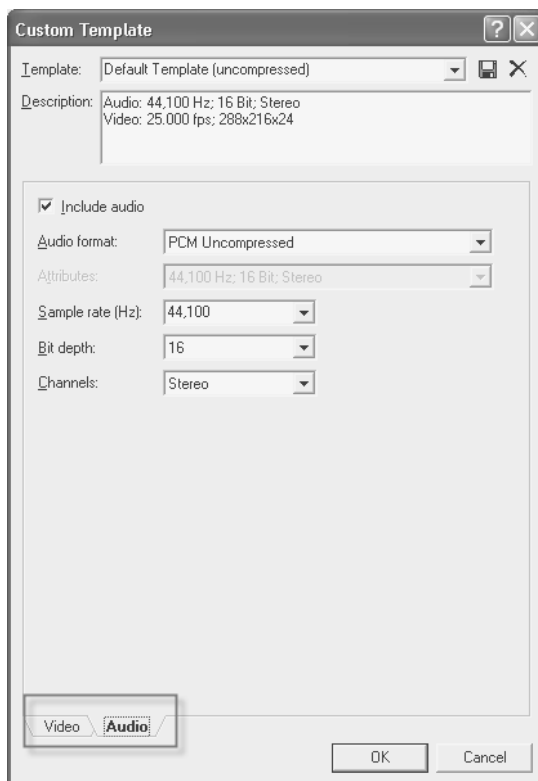 Custom Template
Template: Default Template (uncompressed)
Description: Audio: 44,100 Hz; 16 Bit; Stereo
Video: 25.000 fps; 288x216x24
Include audio
Audio format: PCM Uncompressed
Attributes: 44,100 Hz; 16 Bit; Stereo
Sample rate (Hz): 44,100
Bit depth: 16
Channels: Stereo
Video Audio
OK Cancel